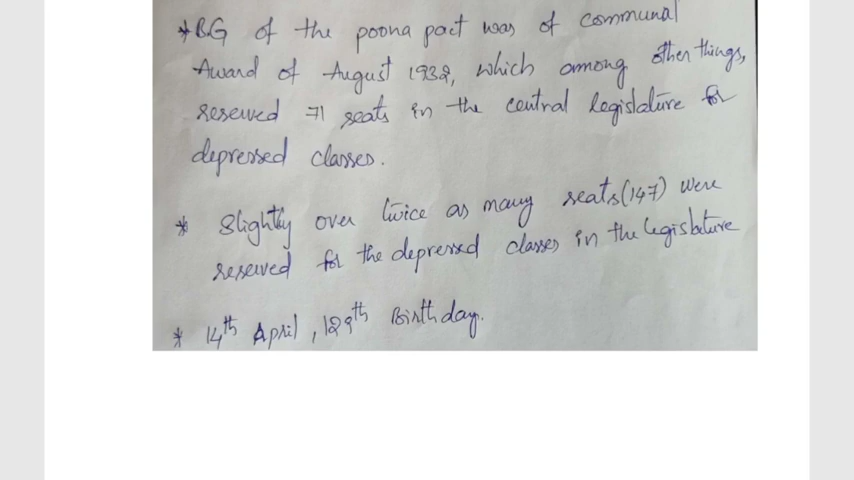 *BG of the poona pact was of communal
Award of August 1932, which among other things,
reserved 71 seats in the central legislature for
depressed classes.
* Slightly over twice as many seats(147) were
reserved for the depressed classes in the legislature
* 14th April, 129th Birthday.